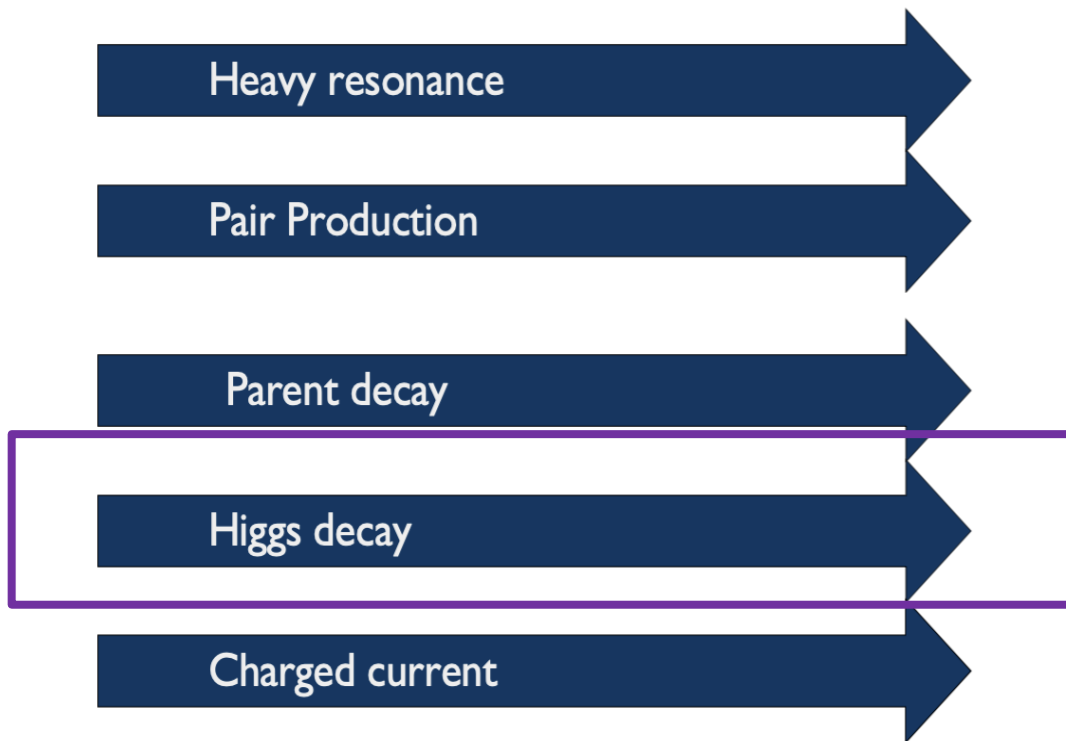 Heavy resonance
Pair Production
Parent decay
Higgs decay
Charged current